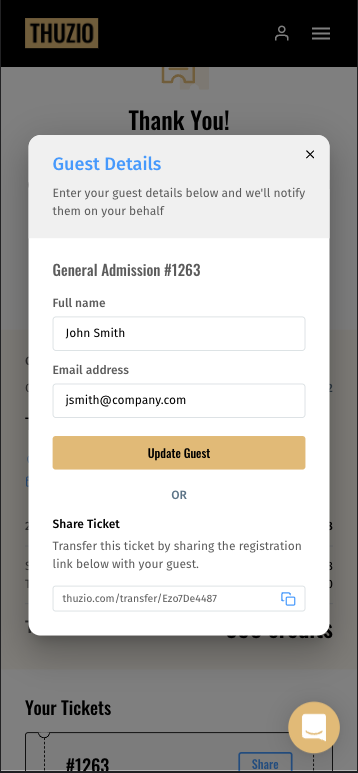 THUZIO
Thank You!
Guest Details
Enter your guest details below and we'll notify
them on your behalf
General Admission #1263
Full name
John Smith
Email address
jsmith@company.com
Update Guest
OR
Share Ticket
Transfer this ticket by sharing the registration
link below with your guest.
thuzio.com/transfer/Ezo7De4487
Your Tickets
#1263
Share